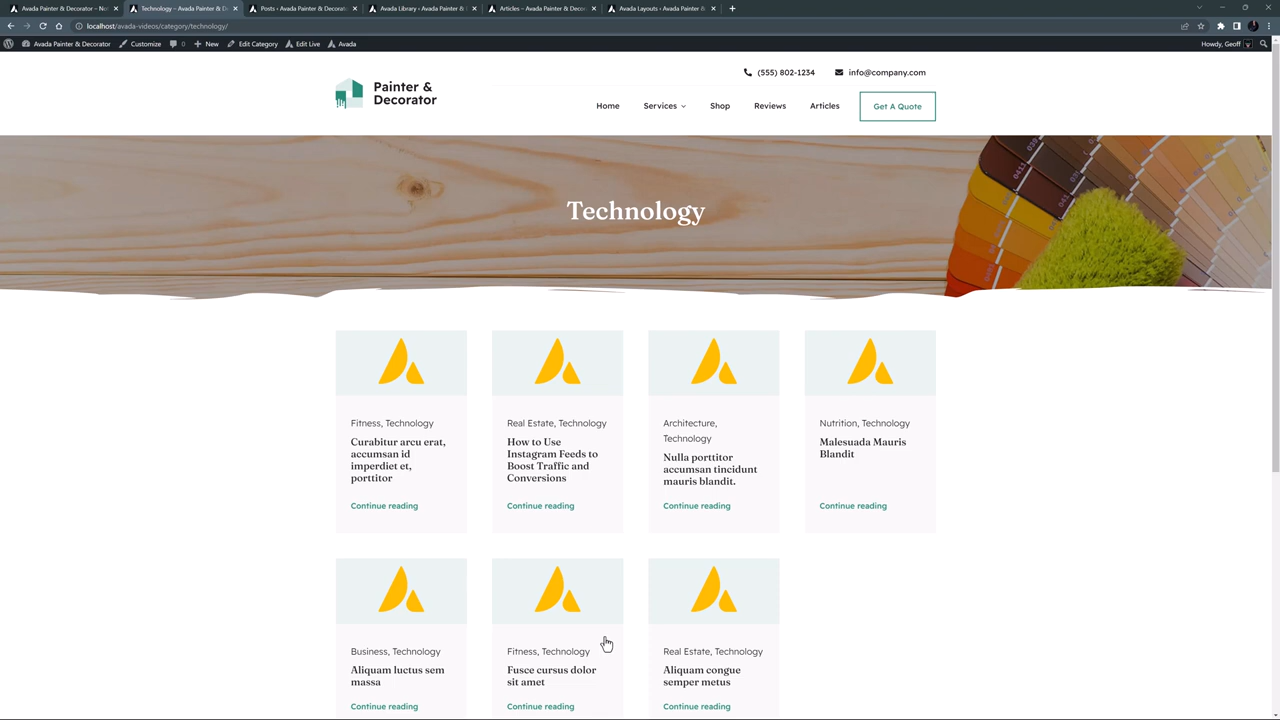 Avada Painter & Decorator – No
Technology – Avada Painter & D
Posts ‹ Avada Painter & Decorator
Avada Library ‹ Avada Painter &
Articles – Avada Painter & Decor
Avada Layouts ‹ Avada Painter &
localhost/avada-videos/category/technology/
Avada Painter & Decorator
Customize
0
New
Edit Category
Edit Live
Avada
Howdy, Geoff
(555) 802-1234
info@company.com
Painter &
Decorator
Home
Services
Shop
Reviews
Articles
Get A Quote
Technology
Fitness, Technology
Curabitur arcu erat,
accumsan id
imperdiet et,
porttitor
Continue reading
Real Estate, Technology
How to Use
Instagram Feeds to
Boost Traffic and
Conversions
Continue reading
Architecture,
Technology
Nulla porttitor
accumsan tincidunt
mauris blandit.
Continue reading
Nutrition, Technology
Malesuada Mauris
Blandit
Continue reading
Business, Technology
Aliquam luctus sem
massa
Continue reading
Fitness, Technology
Fusce cursus dolor
sit amet
Continue reading
Real Estate, Technology
Aliquam congue
semper metus
Continue reading